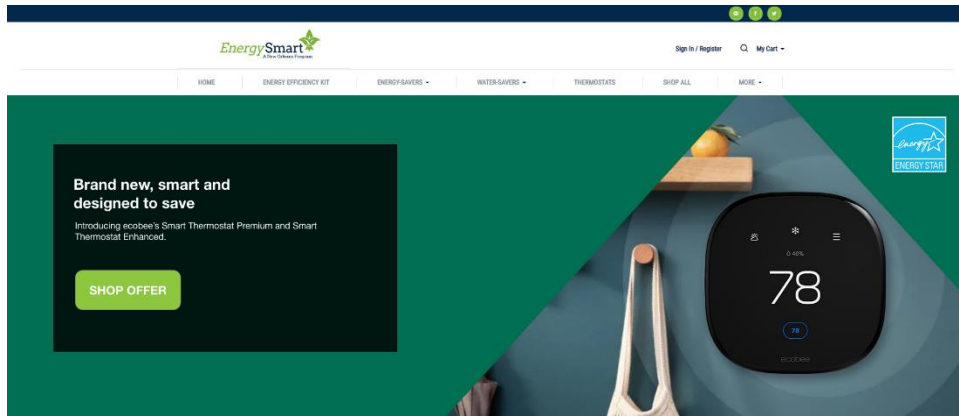 EnergySmart
A New Orleans Program
Sign In / Register
My Cart
HOME
ENERGY EFFICIENCY KIT
ENERGY-SAVERS
WATER-SAVERS
THERMOSTATS
SHOP ALL
MORE
Brand new, smart and
designed to save
Introducing ecobee's Smart Thermostat Premium and Smart
Thermostat Enhanced.
SHOP OFFER
energy
ENERGY STAR
40%
78
78
ecobee